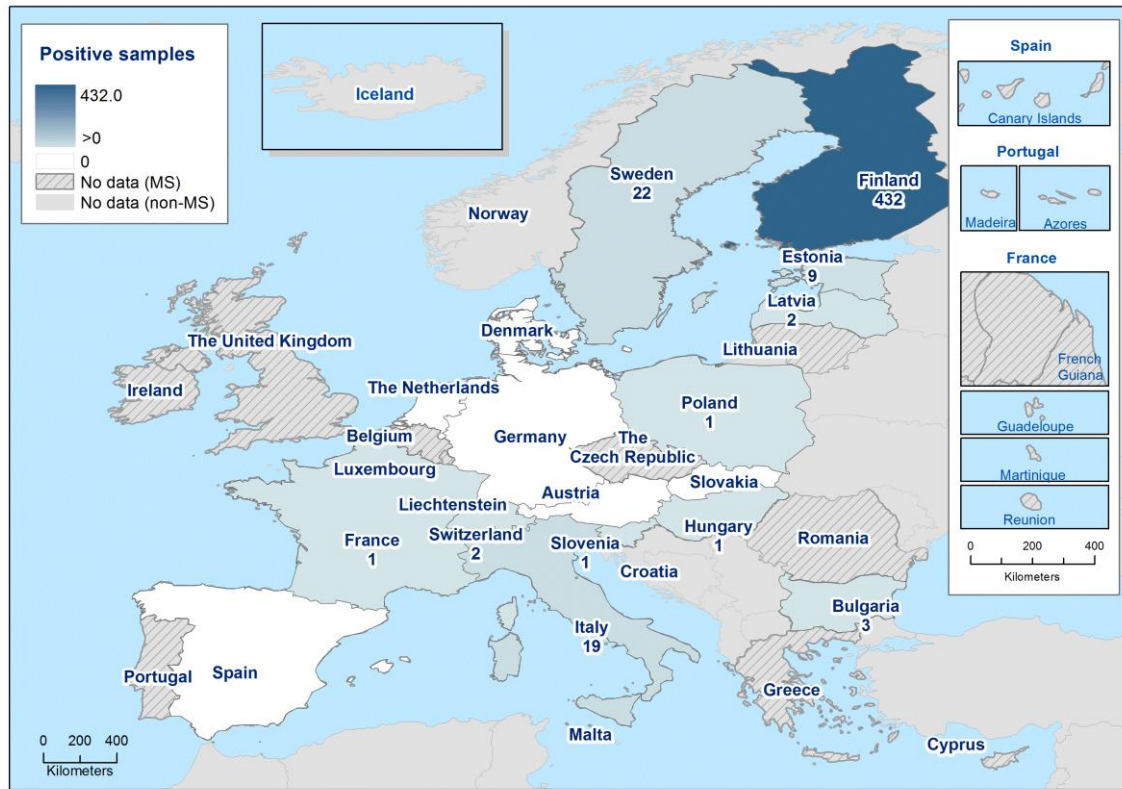 Positive samples
432.0
>0
0
No data (MS)
No data (non-MS)
Iceland
Norway
Sweden
22
Finland
432
Estonia
9
Latvia
2
Lithuania
Denmark
The United Kingdom
Ireland
The Netherlands
Belgium
Luxembourg
Germany
Poland
1
The
Czech Republic
Slovakia
Austria
Liechtenstein
Switzerland
2
France
1
Slovenia
1
Hungary
1
Croatia
Romania
Bulgaria
3
Italy
19
Portugal
Spain
Greece
Malta
Cyprus
0 200 400
Kilometers
Spain
Canary Islands
Portugal
Madeira
Azores
France
French
Guiana
Guadeloupe
Martinique
Reunion
0 200 400
Kilometers